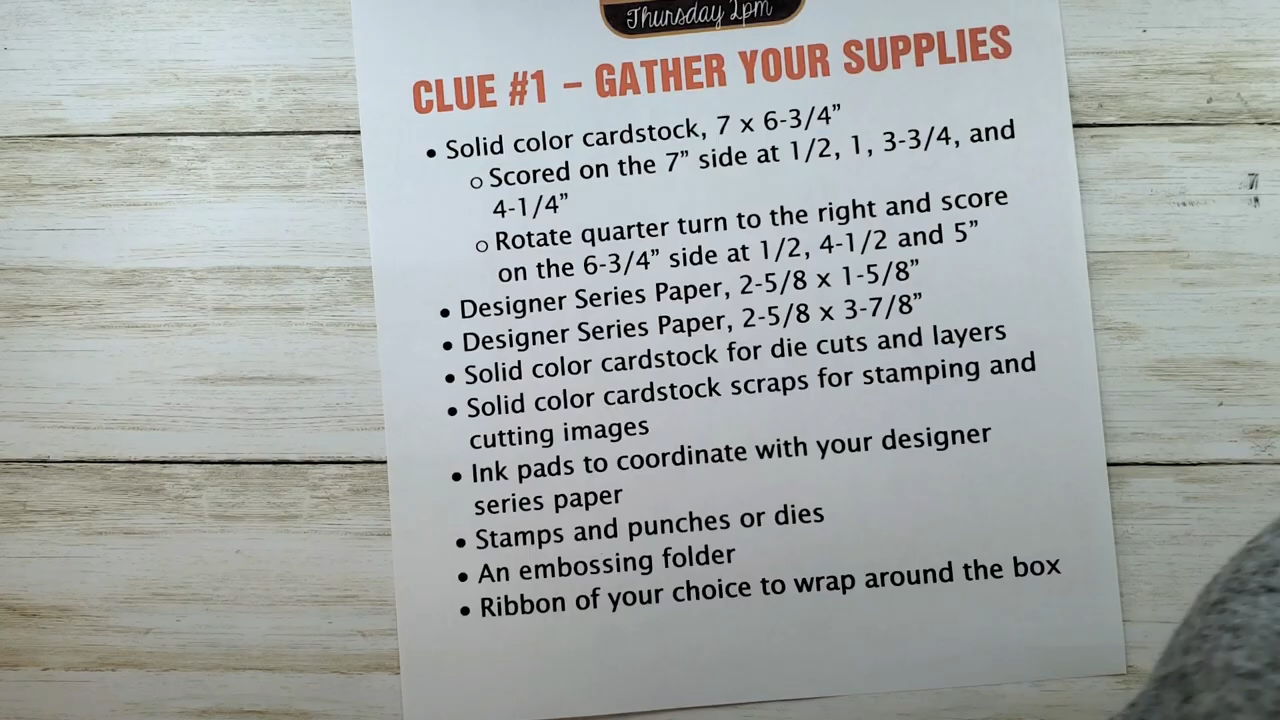 Thursday 2pm
CLUE #1 – GATHER YOUR SUPPLIES
• Solid color cardstock, 7 x 6-3/4”
o Scored on the 7” side at 1/2, 1, 3-3/4, and
4-1/4”
o Rotate quarter turn to the right and score
on the 6-3/4” side at 1/2, 4-1/2 and 5”
• Designer Series Paper, 2-5/8 x 1-5/8”
• Designer Series Paper, 2-5/8 x 3-7/8”
• Solid color cardstock for die cuts and layers
• Solid color cardstock scraps for stamping and
cutting images
• Ink pads to coordinate with your designer
series paper
• Stamps and punches or dies
• An embossing folder
• Ribbon of your choice to wrap around the box